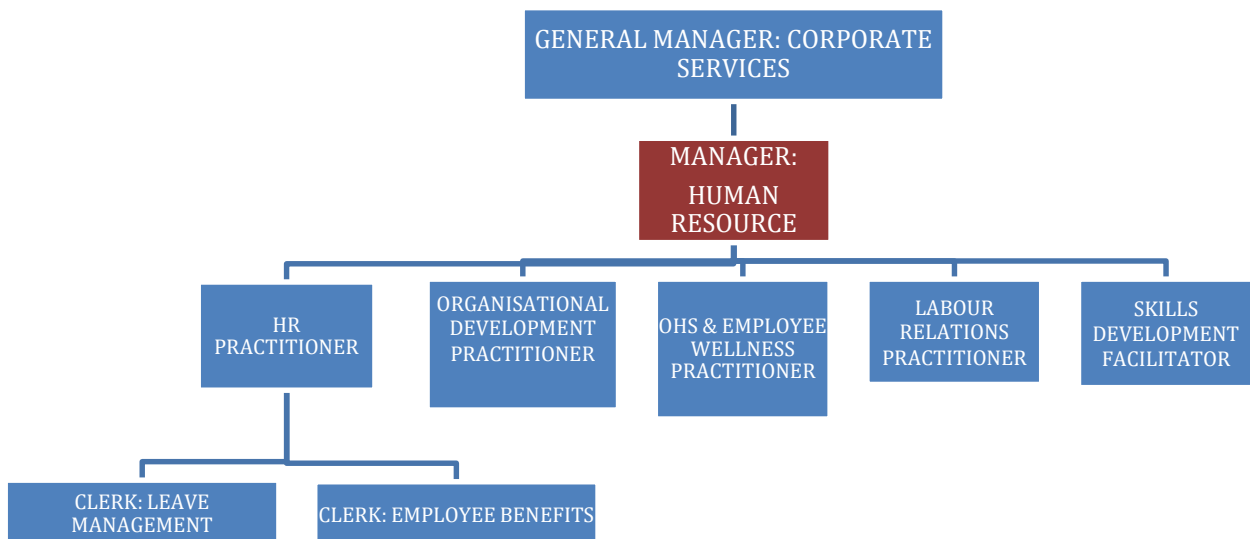 GENERAL MANAGER: CORPORATE
SERVICES
MANAGER:
HUMAN
RESOURCE
HR
PRACTITIONER
ORGANISATIONAL
DEVELOPMENT
PRACTITIONER
OHS & EMPLOYEE
WELLNESS
PRACTITIONER
LABOUR
RELATIONS
PRACTITIONER
SKILLS
DEVELOPMENT
FACILITATOR
CLERK: LEAVE
MANAGEMENT
CLERK: EMPLOYEE BENEFITS